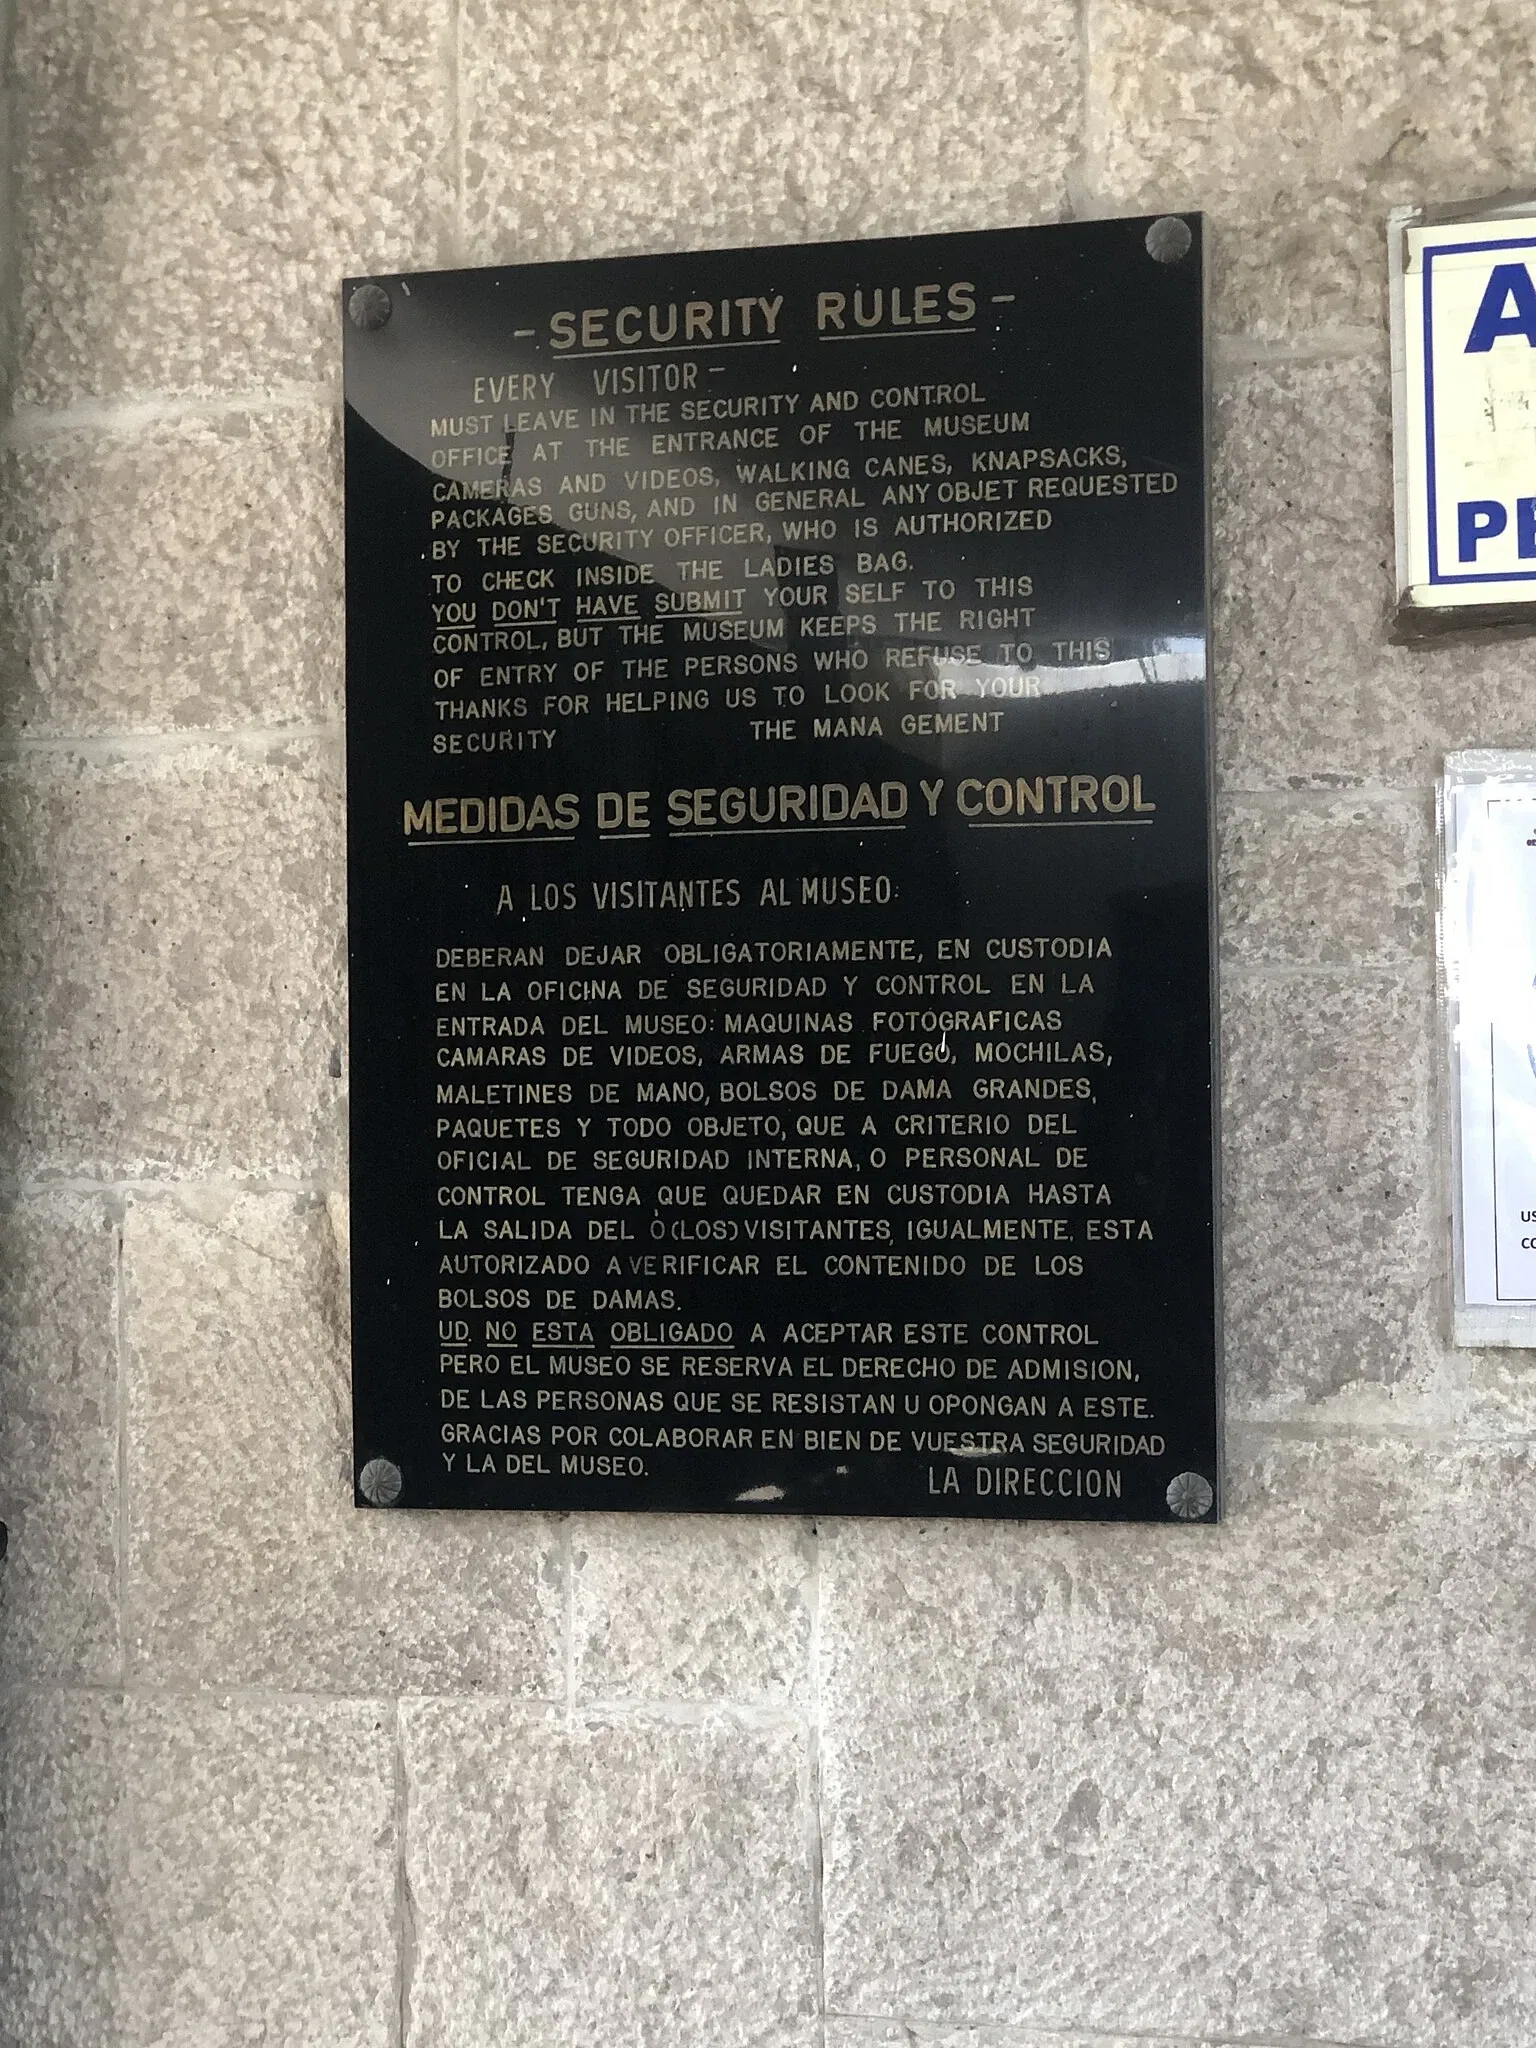 - SECURITY RULES -
EVERY VISITOR -
MUST LEAVE IN THE SECURITY AND CONTROL
OFFICE AT THE ENTRANCE OF THE MUSEUM
CAMERAS AND VIDEOS, WALKING CANES, KNAPSACKS,
PACKAGES GUNS, AND IN GENERAL ANY OBJET REQUESTED
BY THE SECURITY OFFICER, WHO IS AUTHORIZED
TO CHECK INSIDE THE LADIES BAG.
YOU DON'T HAVE SUBMIT YOUR SELF TO THIS
CONTROL, BUT THE MUSEUM KEEPS THE RIGHT
OF ENTRY OF THE PERSONS WHO REFUSE TO THIS
THANKS FOR HELPING US TO LOOK FOR YOUR
SECURITY THE MANA GEMENT
MEDIDAS DE SEGURIDAD Y CONTROL
A LOS VISITANTES AL MUSEO:
DEBERAN DEJAR OBLIGATORIAMENTE, EN CUSTODIA
EN LA OFICINA DE SEGURIDAD Y CONTROL EN LA
ENTRADA DEL MUSEO: MAQUINAS FOTOGRAFICAS
CAMARAS DE VIDEOS, ARMAS DE FUEGO, MOCHILAS,
MALETINES DE MANO, BOLSOS DE DAMA GRANDES,
PAQUETES Y TODO OBJETO, QUE A CRITERIO DEL
OFICIAL DE SEGURIDAD INTERNA, O PERSONAL DE
CONTROL TENGA QUE QUEDAR EN CUSTODIA HASTA
LA SALIDA DEL O (LOS) VISITANTES, IGUALMENTE, ESTA
AUTORIZADO A VERIFICAR EL CONTENIDO DE LOS
BOLSOS DE DAMAS.
UD. NO ESTA OBLIGADO A ACEPTAR ESTE CONTROL
PERO EL MUSEO SE RESERVA EL DERECHO DE ADMISION,
DE LAS PERSONAS QUE SE RESISTAN U OPONGAN A ESTE.
GRACIAS POR COLABORAR EN BIEN DE VUESTRA SEGURIDAD
Y LA DEL MUSEO.
LA DIRECCION